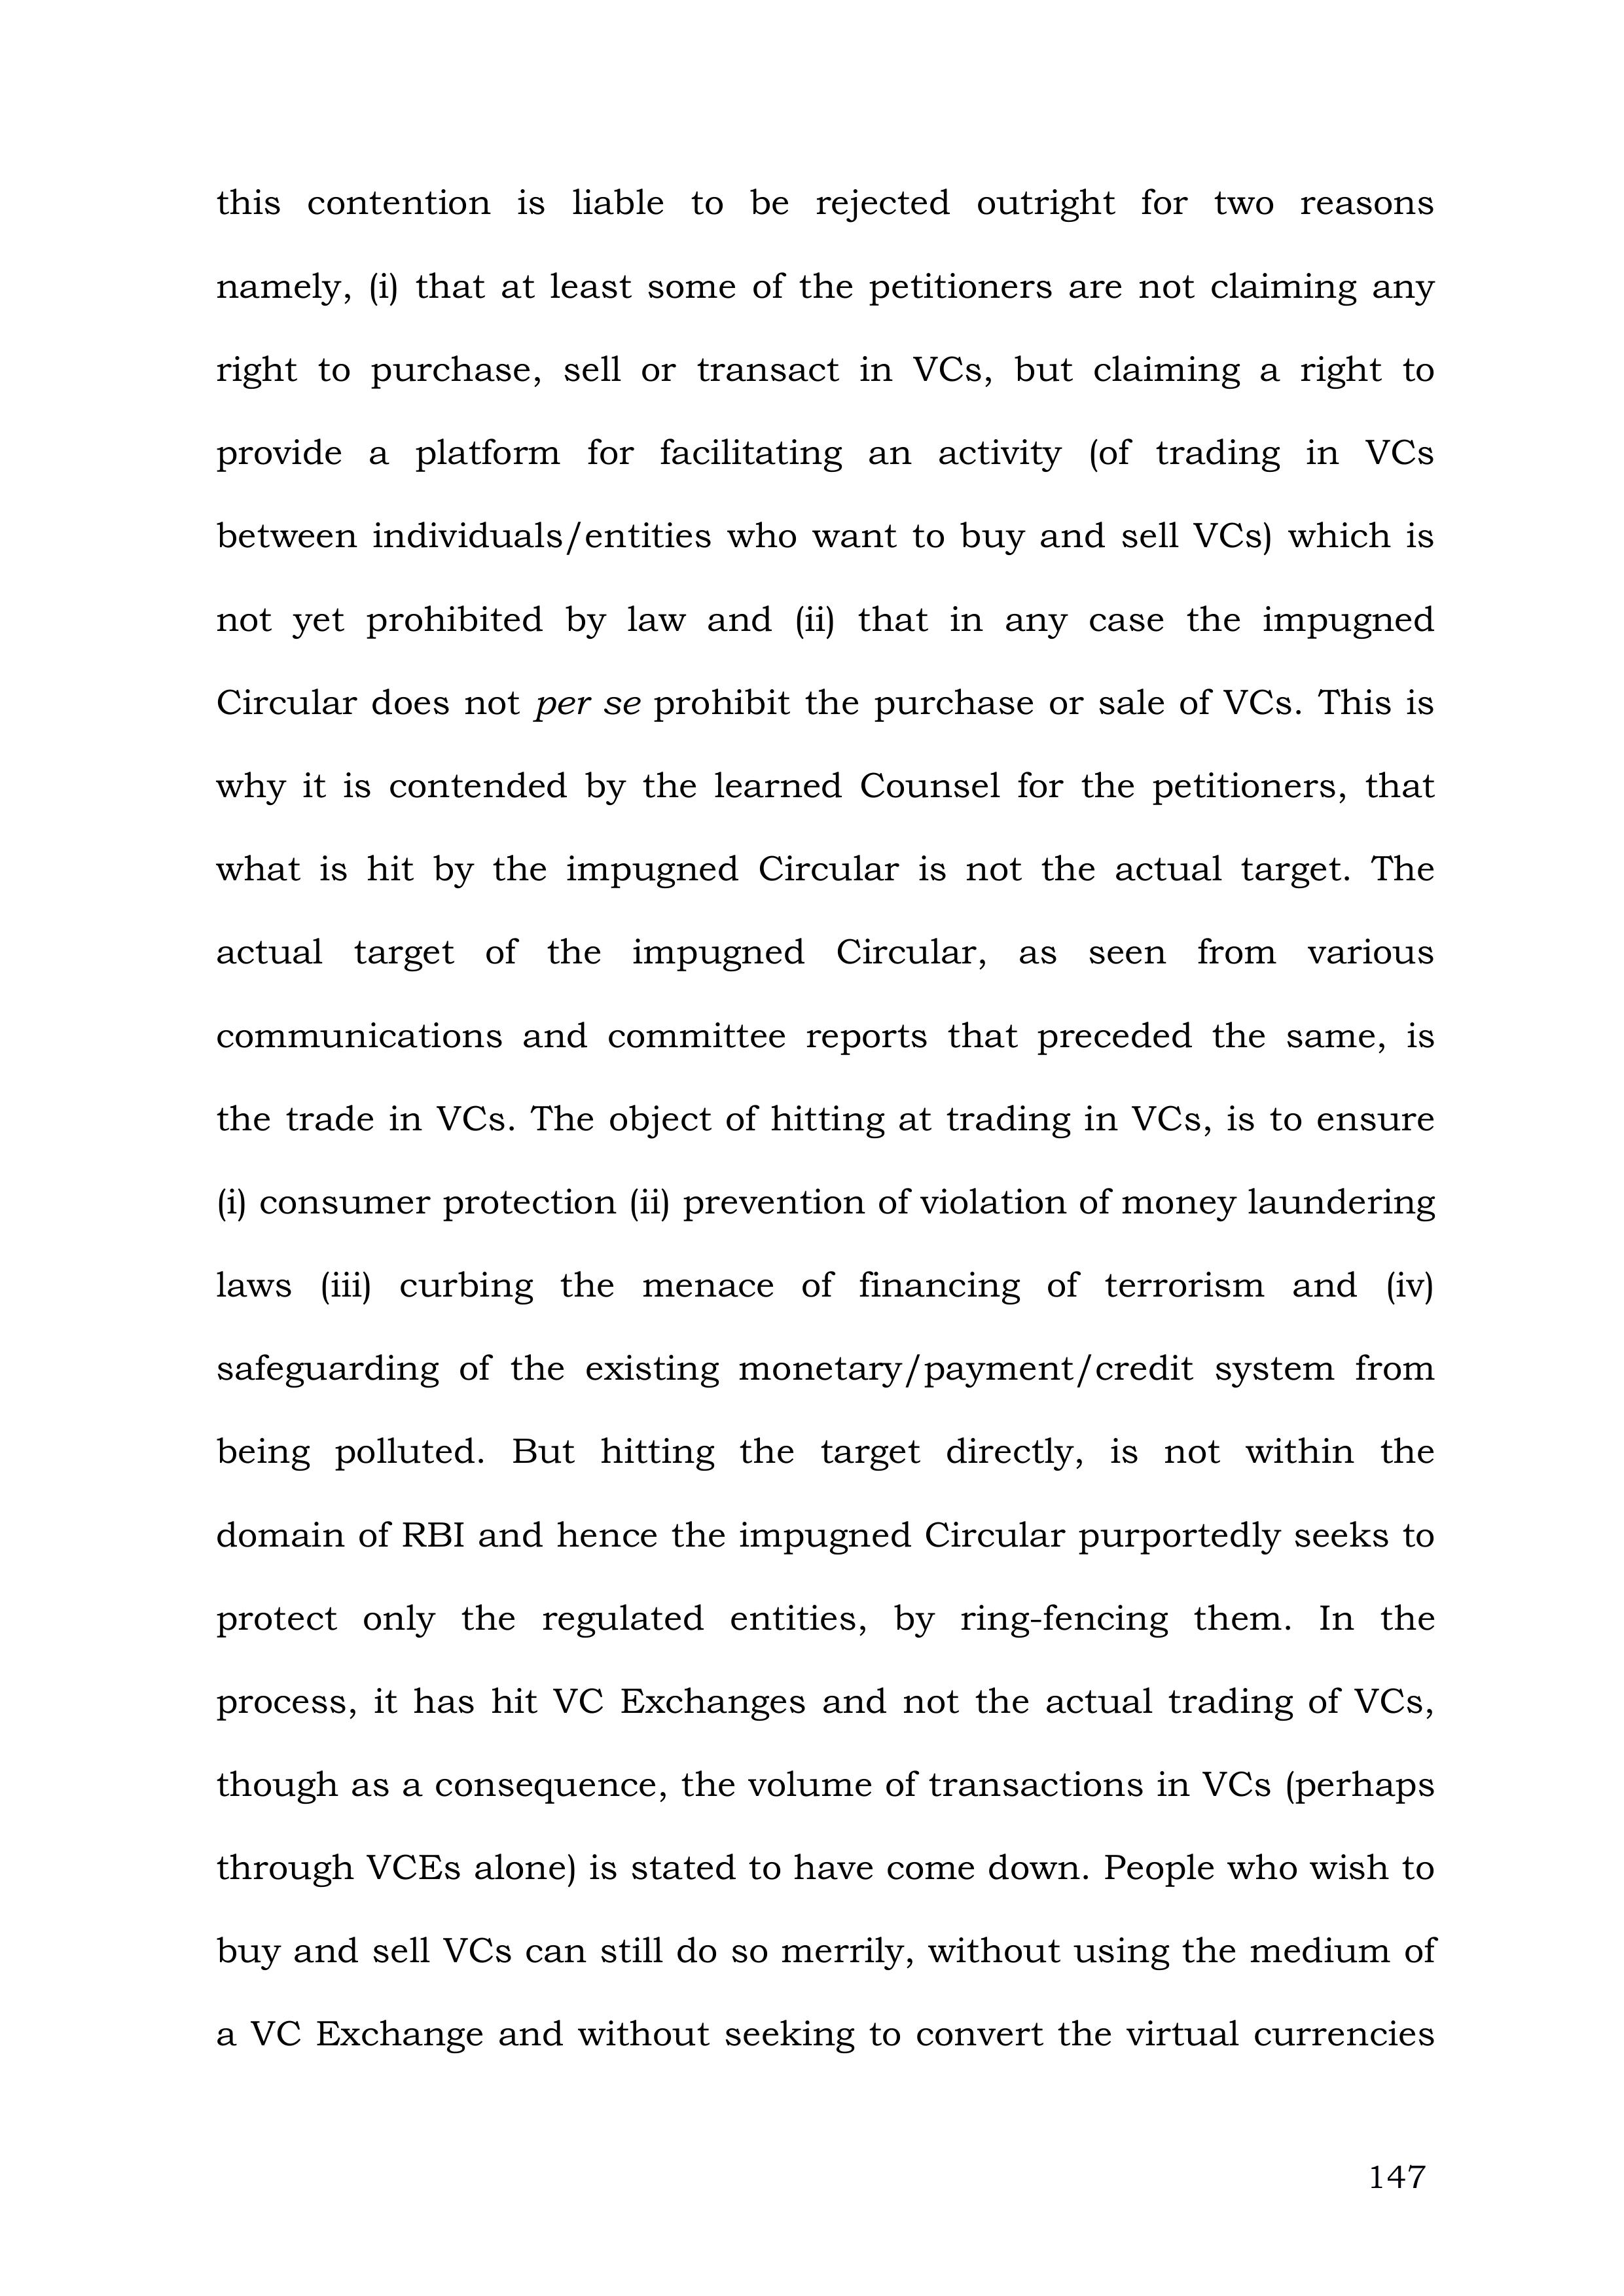 this contention is liable to be rejected outright for two reasons
namely, (i) that at least some of the petitioners are not claiming any
right to purchase, sell or transact in VCs, but claiming a right to
provide a platform for facilitating an activity (of trading in VCs
between individuals/entities who want to buy and sell VCs) which is
not yet prohibited by law and (ii) that in any case the impugned
Circular does not per se prohibit the purchase or sale of VCs. This is
why it is contended by the learned Counsel for the petitioners, that
what is hit by the impugned Circular is not the actual target. The
actual target of the impugned Circular, as seen from various
communications and committee reports that preceded the same, is
the trade in VCs. The object of hitting at trading in VCs, is to ensure
(i) consumer protection (ii) prevention of violation of money laundering
laws (iii) curbing the menace of financing of terrorism and (iv)
safeguarding of the existing monetary/payment/credit system from
being polluted. But hitting the target directly, is not within the
domain of RBI and hence the impugned Circular purportedly seeks to
protect only the regulated entities, by ring-fencing them. In the
process, it has hit VC Exchanges and not the actual trading of VCs,
though as a consequence, the volume of transactions in VCs (perhaps
through VCEs alone) is stated to have come down. People who wish to
buy and sell VCs can still do so merrily, without using the medium of
a VC Exchange and without seeking to convert the virtual currencies
147